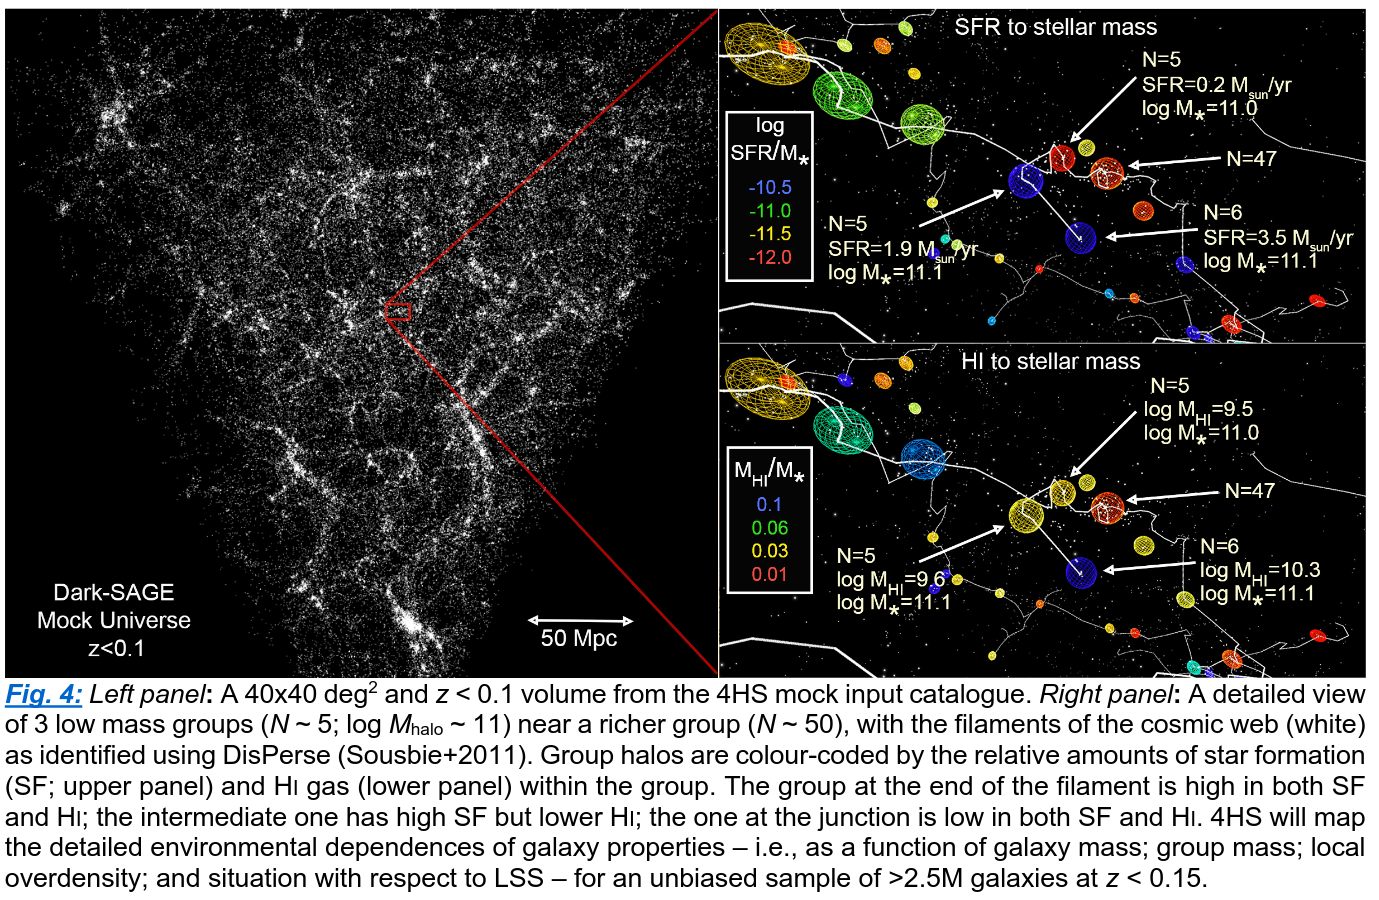 Dark-SAGE
Mock Universe
z<0.1
50 Mpc
SFR to stellar mass
N=5
SFR=0.2 Msun/yr
log M★=11.0
N=47
N=6
SFR=3.5 Msun/yr
log M★=11.1
N=5
SFR=1.9 Msun/yr
log M★=11.1
log
SFR/M★
-10.5
-11.0
-11.5
-12.0
HI to stellar mass
N=5
log MHI=9.5
log M★=11.0
N=47
N=6
log MHI=10.3
log M★=11.1
N=5
log MHI=9.6
log M★=11.1
MHI/M★
0.1
0.06
0.03
0.01
Fig. 4: Left panel: A 40x40 deg² and z < 0.1 volume from the 4HS mock input catalogue. Right panel: A detailed view
of 3 low mass groups (N ~ 5; log Mhalo ~ 11) near a richer group (N ~ 50), with the filaments of the cosmic web (white)
as identified using DisPerse (Sousbie+2011). Group halos are colour-coded by the relative amounts of star formation
(SF; upper panel) and HI gas (lower panel) within the group. The group at the end of the filament is high in both SF
and HI; the intermediate one has high SF but lower HI; the one at the junction is low in both SF and HI. 4HS will map
the detailed environmental dependences of galaxy properties – i.e., as a function of galaxy mass; group mass; local
overdensity; and situation with respect to LSS – for an unbiased sample of >2.5M galaxies at z < 0.15.